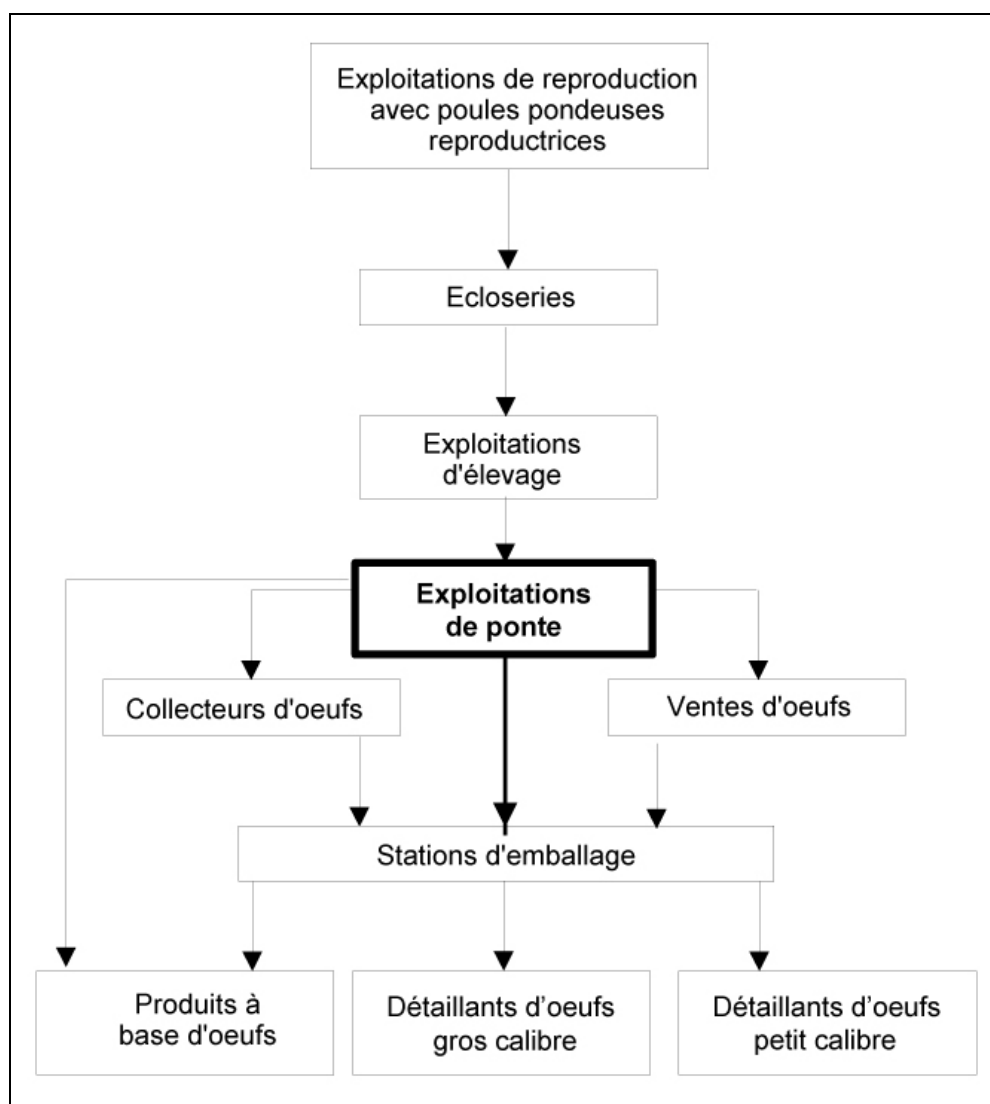 Exploitations de reproduction
avec poules pondeuses
reproductrices
Ecloseries
Exploitations
d'élevage
Exploitations
de ponte
Collecteurs d'oeufs
Ventes d'oeufs
Stations d'emballage
Produits à
base d'oeufs
Détaillants d’oeufs
gros calibre
Détaillants d’oeufs
petit calibre